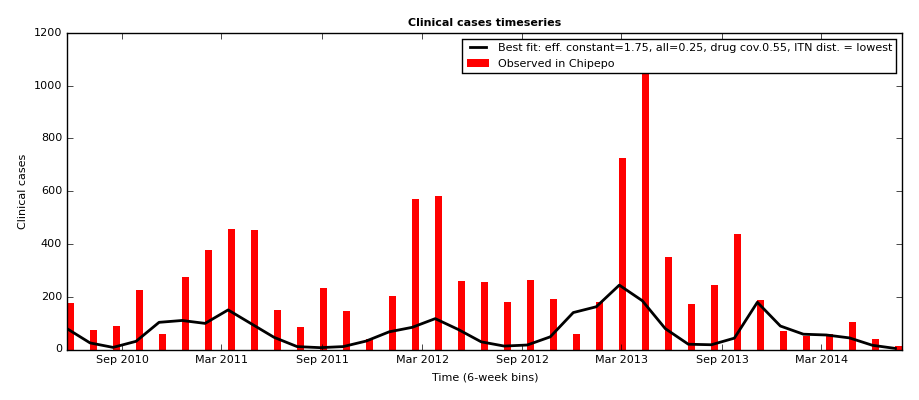 Clinical cases timeseries
Best fit: eff. constant=1.75, all=0.25, drug cov.0.55, ITN dist. = lowest
Observed in Chipepo
Clinical cases
1200
1000
800
600
400
200
0
Sep 2010 Mar 2011 Sep 2011 Mar 2012 Sep 2012 Mar 2013 Sep 2013 Mar 2014
Time (6-week bins)